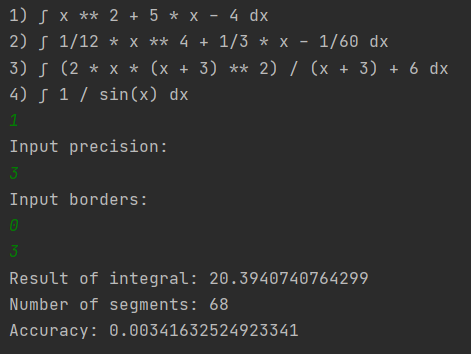 1) ∫ x ** 2 + 5 * x - 4 dx
2) ∫ 1/12 * x ** 4 + 1/3 * x - 1/60 dx
3) ∫ (2 * x * (x + 3) ** 2) / (x + 3) + 6 dx
4) ∫ 1 / sin(x) dx
1
Input precision:
3
Input borders:
0
3
Result of integral: 20.3940740764299
Number of segments: 68
Accuracy: 0.00341632524923341